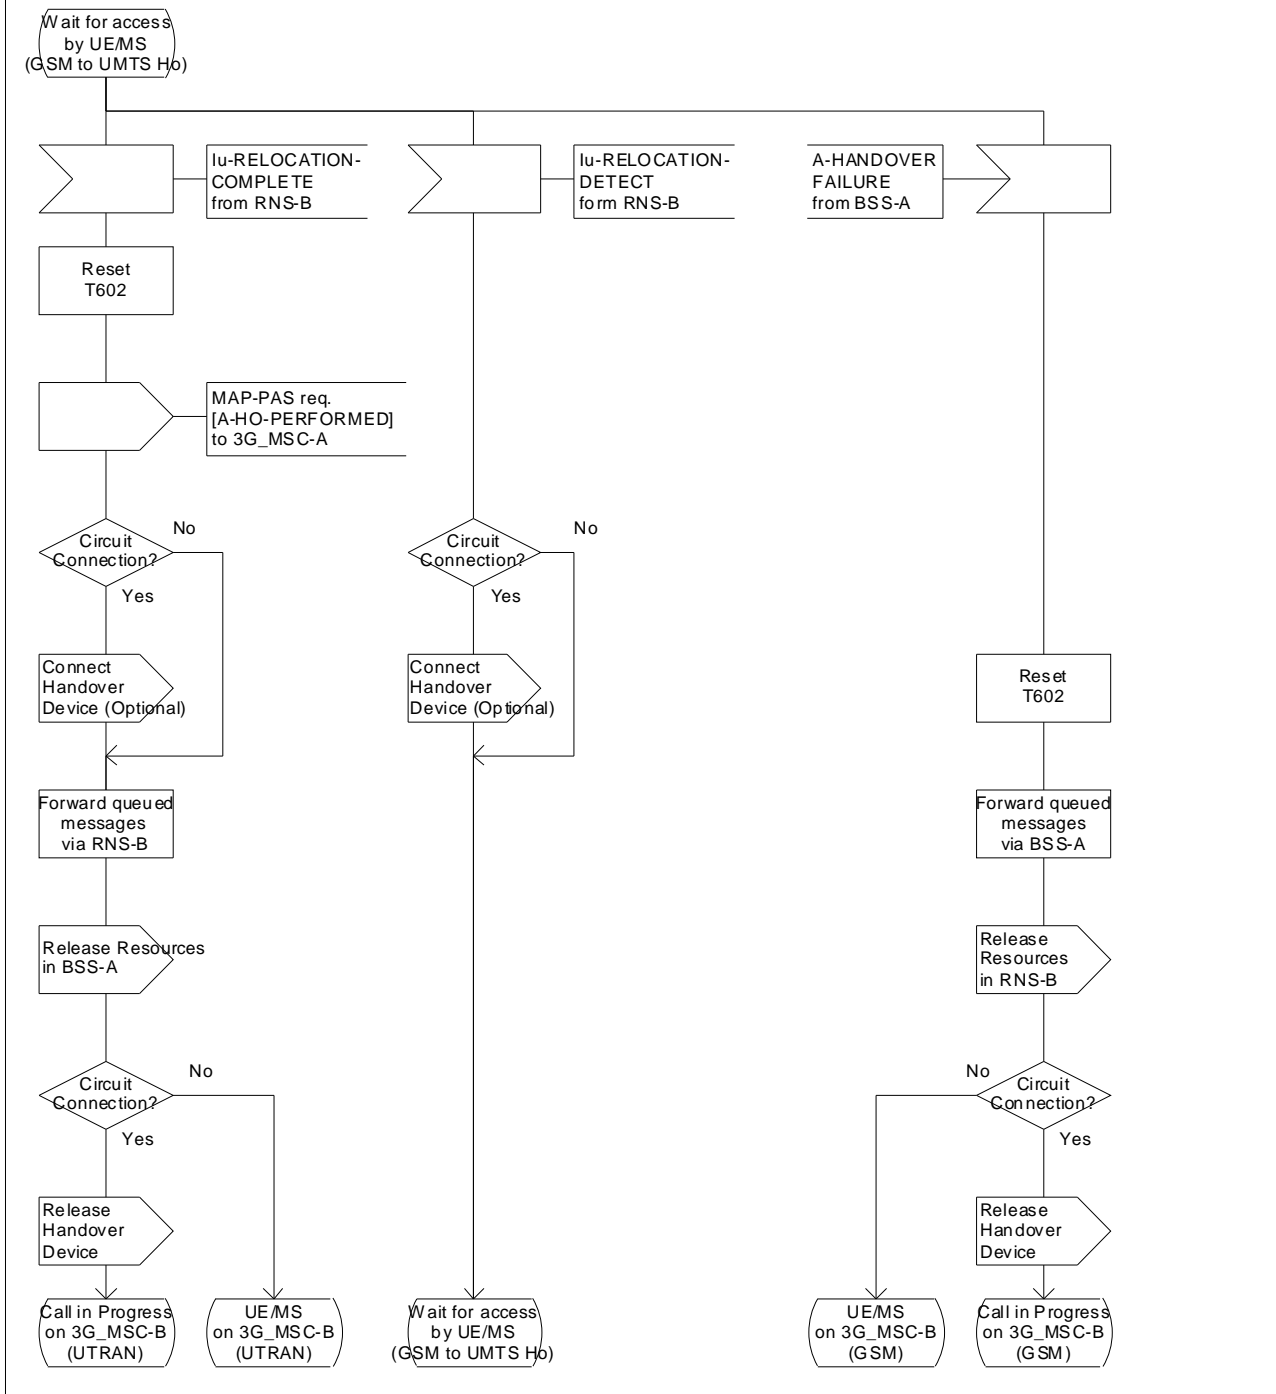 Wait for access
by UE/MS
(GSM to UMTS Ho)
Iu-RELOCATION-
COMPLETE
from RNS-B
Iu-RELOCATION-
DETECT
form RNS-B
A-HANDOVER
FAILURE
from BSS-A
Reset
T602
MAP-PAS req.
[A-HO-PERFORMED]
to 3G_MSC-A
Circuit
Connection?
No
Yes
Circuit
Connection?
No
Yes
Connect
Handover
Device (Optional)
Connect
Handover
Device (Optional)
Reset
T602
Forward queued
messages
via RNS-B
Forward queued
messages
via BSS-A
Release Resources
in BSS-A
Release
Resources
in RNS-B
Circuit
Connection?
No
Yes
No
Circuit
Connection?
Yes
Release
Handover
Device
Release
Handover
Device
Call in Progress
on 3G_MSC-B
(UTRAN)
UE/MS
on 3G_MSC-B
(UTRAN)
Wait for access
by UE/MS
(GSM to UMTS Ho)
UE/MS
on 3G_MSC-B
(GSM)
Call in Progress
on 3G_MSC-B
(GSM)